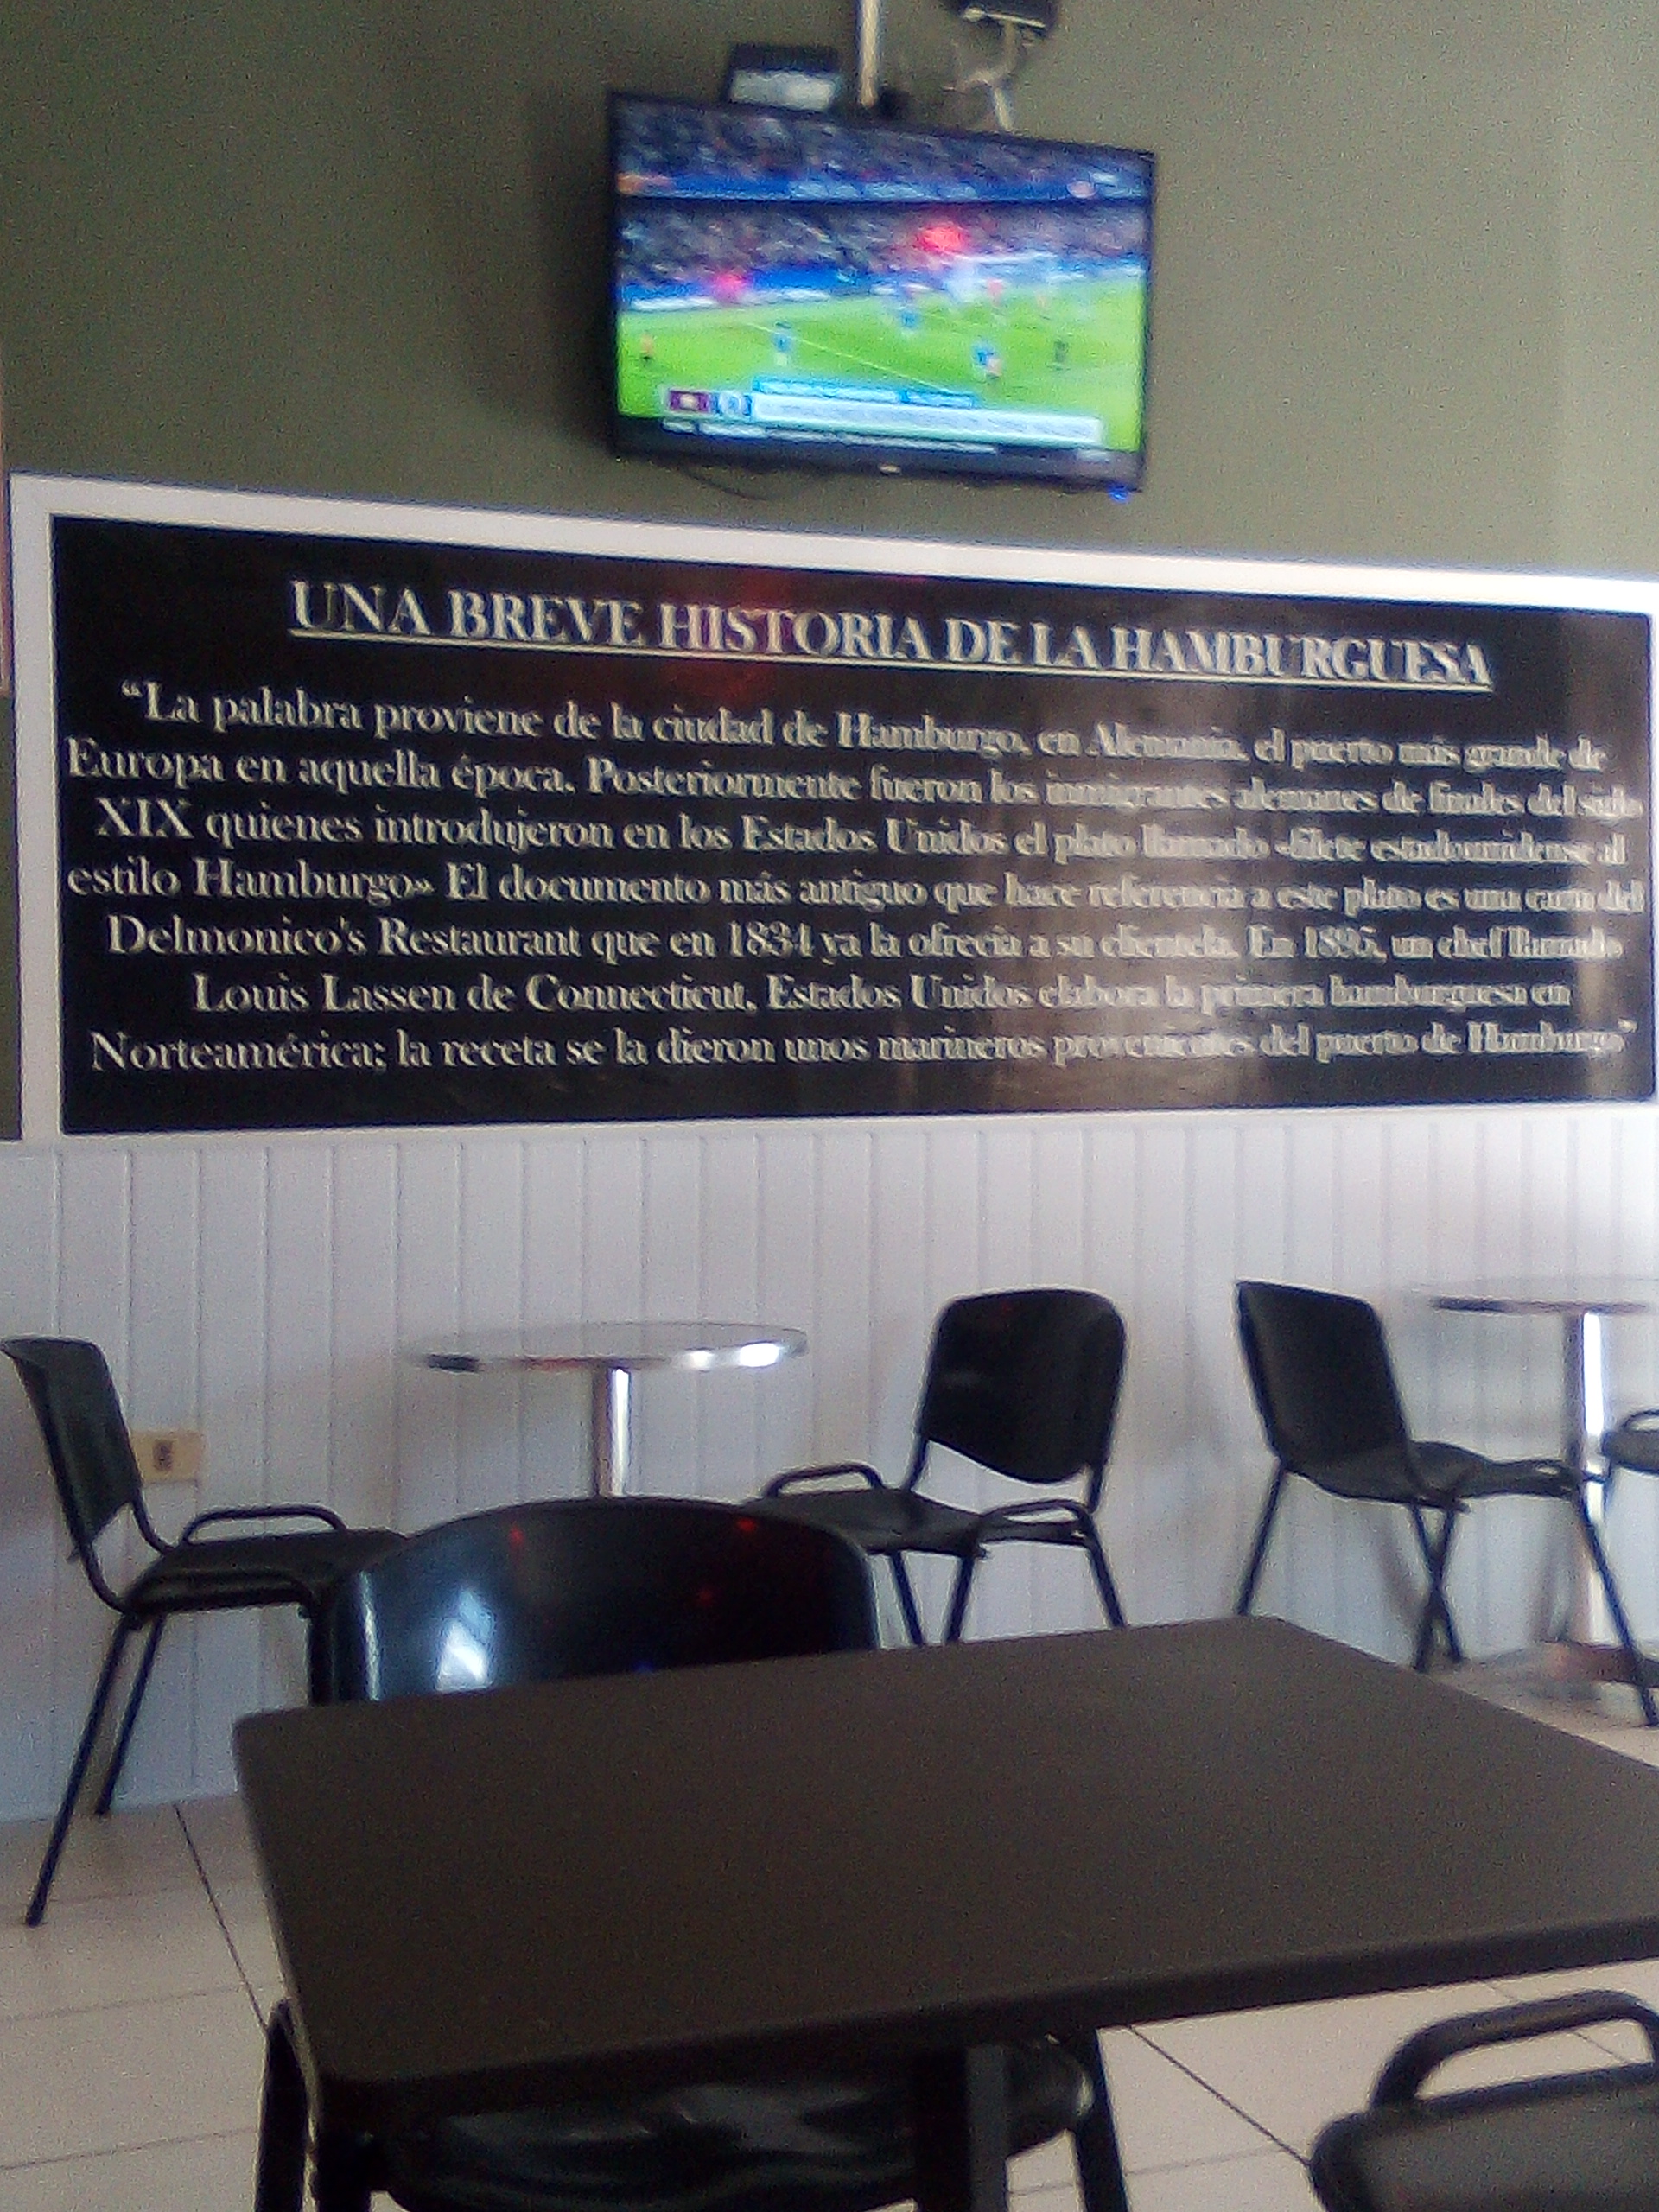 UNA BREVE HISTORIA DE LA HAMBURGUESA
“La palabra proviene de la ciudad de Hamburgo, en Alemania, el puerto más grande de
Europa en aquella época. Posteriormente fueron los inmigrantes alemanes de finales del siglo
XIX quienes introdujeron en los Estados Unidos el plato llamado «filete estadounidense al
estilo Hamburgo» El documento más antiguo que hace referencia a este plato es una carta del
Delmonico's Restaurant que en 1834 ya la ofrecía a su clientela. En 1895, un chef llamado
Louis Lassen de Connecticut, Estados Unidos elabora la primera hamburguesa en
Norteamérica; la receta se la dieron unos marineros provenientes del puerto de Hamburgo”